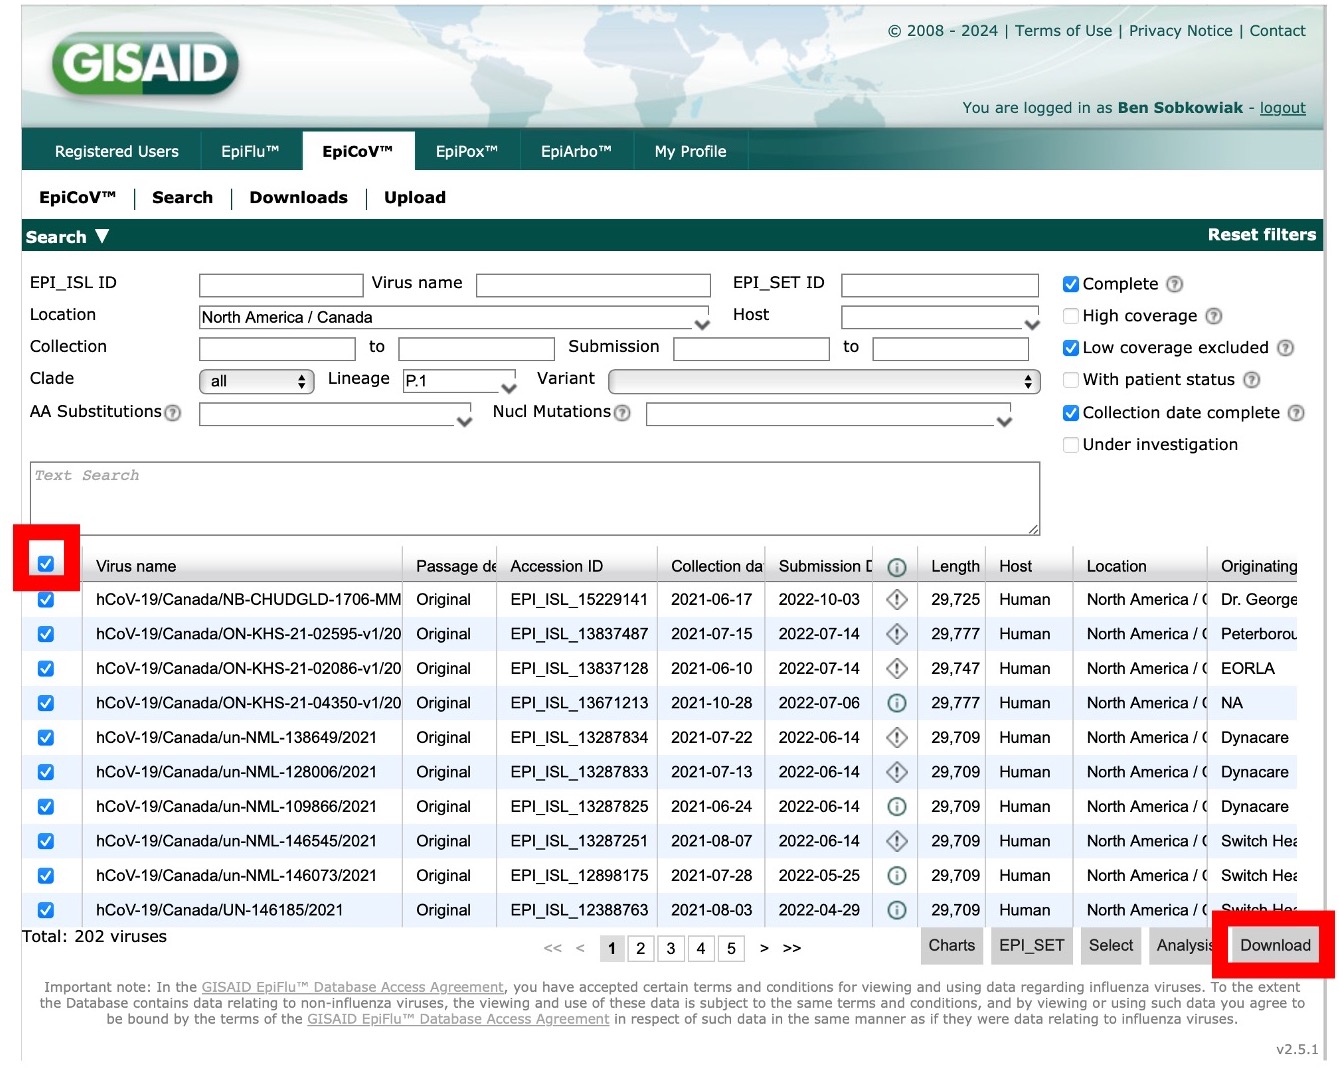 GISAID
© 2008 - 2024 | Terms of Use | Privacy Notice | Contact
You are logged in as Ben Sobkowiak - logout
Registered Users EpiFlu™ EpiCoV™ EpiPox™ EpiArbo™ My Profile
EpiCoV™ Search Downloads Upload
Search ▼ Reset filters
EPI_ISL ID Virus name EPI_SET ID Complete ?
Location North America / Canada Host High coverage ?
Collection to Submission to Low coverage excluded ?
Clade all Lineage P.1 Variant With patient status ?
AA Substitutions ? Nucl Mutations ? Collection date complete ?
Under investigation
Text Search
Virus name Passage de Accession ID Collection da Submission D Length Host Location Originating
hCoV-19/Canada/NB-CHUDGLD-1706-MM Original EPI_ISL_15229141 2021-06-17 2022-10-03 29,725 Human North America / C Dr. George
hCoV-19/Canada/ON-KHS-21-02595-v1/20 Original EPI_ISL_13837487 2021-07-15 2022-07-14 29,777 Human North America / C Peterborou
hCoV-19/Canada/ON-KHS-21-02086-v1/20 Original EPI_ISL_13837128 2021-06-10 2022-07-14 29,747 Human North America / C EORLA
hCoV-19/Canada/ON-KHS-21-04350-v1/20 Original EPI_ISL_13671213 2021-10-28 2022-07-06 29,777 Human North America / C NA
hCoV-19/Canada/un-NML-138649/2021 Original EPI_ISL_13287834 2021-07-22 2022-06-14 29,709 Human North America / C Dynacare
hCoV-19/Canada/un-NML-128006/2021 Original EPI_ISL_13287833 2021-07-13 2022-06-14 29,709 Human North America / C Dynacare
hCoV-19/Canada/un-NML-109866/2021 Original EPI_ISL_13287825 2021-06-24 2022-06-14 29,709 Human North America / C Dynacare
hCoV-19/Canada/un-NML-146545/2021 Original EPI_ISL_13287251 2021-08-07 2022-06-14 29,709 Human North America / C Switch Hea
hCoV-19/Canada/un-NML-146073/2021 Original EPI_ISL_12898175 2021-07-28 2022-05-25 29,709 Human North America / C Switch Hea
hCoV-19/Canada/UN-146185/2021 Original EPI_ISL_12388763 2021-08-03 2022-04-29 29,709 Human North America / C Switch Hea
Total: 202 viruses << < 1 2 3 4 5 > >> Charts EPI_SET Select Analysis Download
Important note: In the GISAID EpiFlu™ Database Access Agreement, you have accepted certain terms and conditions for viewing and using data regarding influenza viruses. To the extent
the Database contains data relating to non-influenza viruses, the viewing and use of these data is subject to the same terms and conditions, and by viewing or using such data you agree to
be bound by the terms of the GISAID EpiFlu™ Database Access Agreement in respect of such data in the same manner as if they were data relating to influenza viruses.
v2.5.1